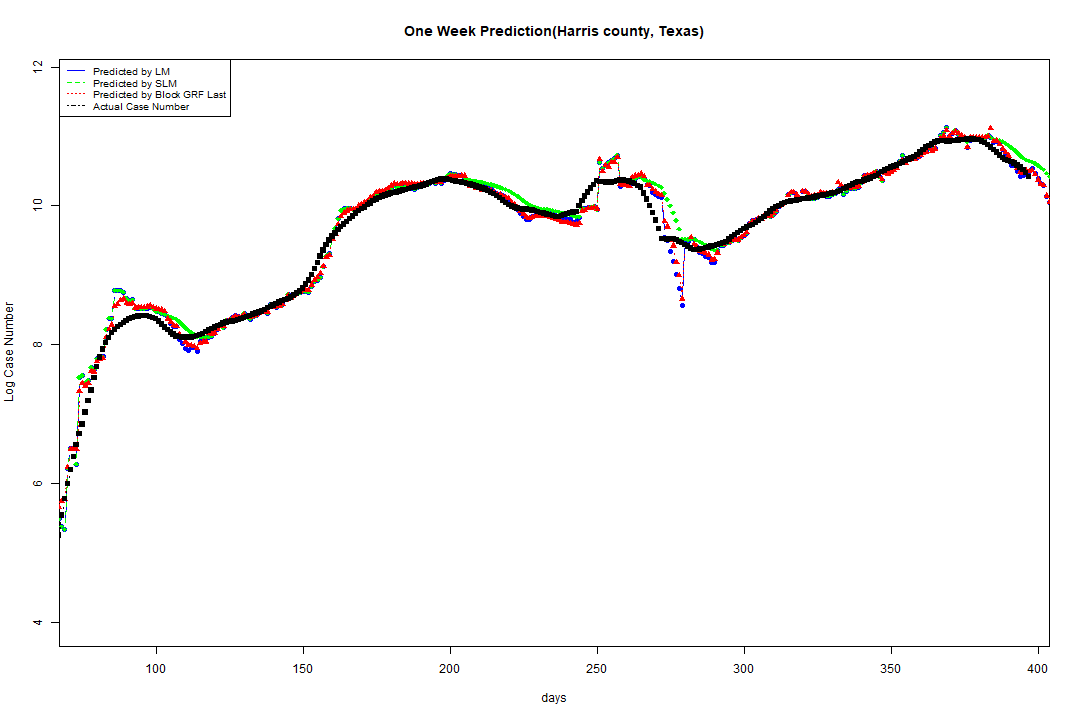 One Week Prediction(Harris county, Texas)
Predicted by LM
Predicted by SLM
Predicted by Block GRF Last
Actual Case Number
Log Case Number
12
10
8
6
4
100 150 200 250 300 350 400
days